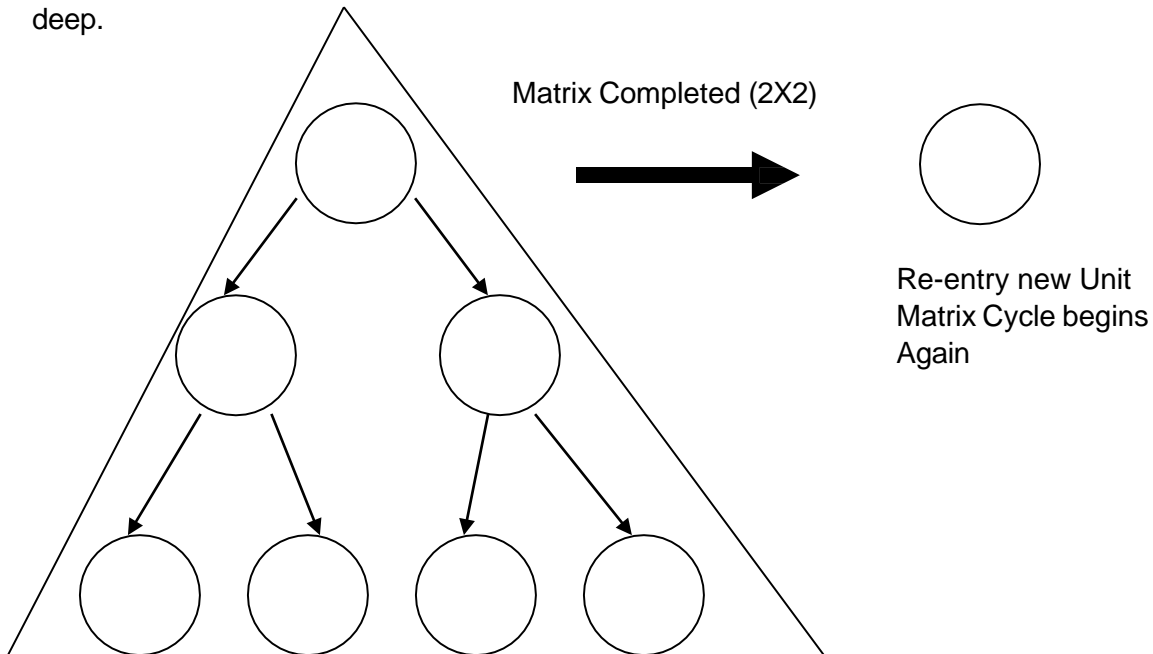 deep.
Matrix Completed (2X2)
Re-entry new Unit
Matrix Cycle begins
Again